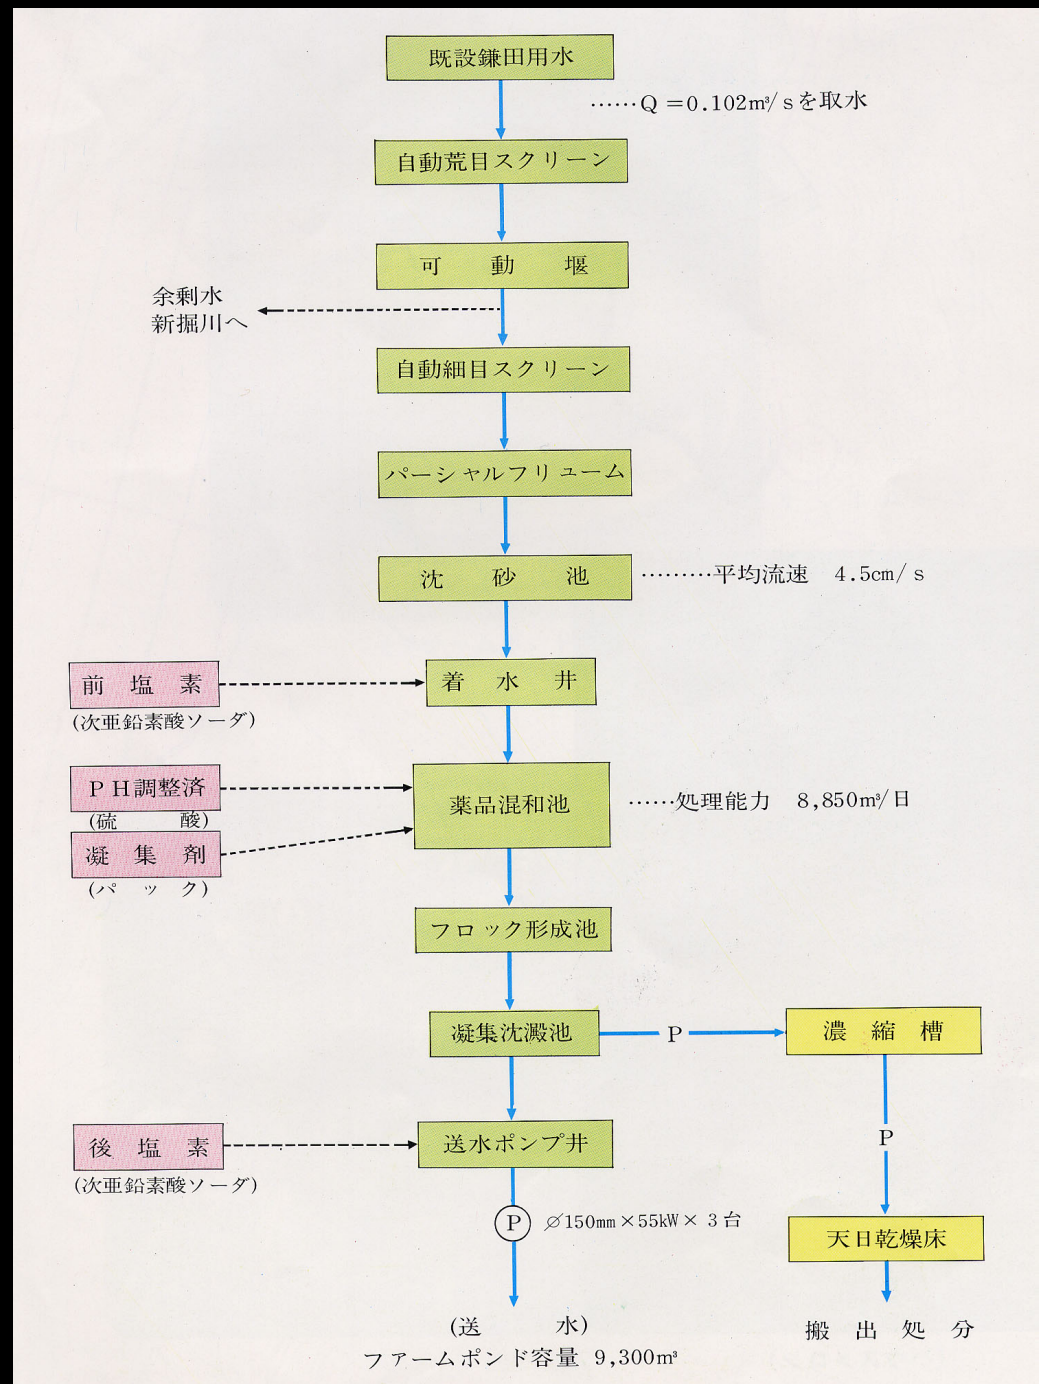 既設鎌田用水
……Q=0.102m³/sを取水
自動荒目スクリーン
可動堰
余剰水
新掘川へ
自動細目スクリーン
パーシャルフリューム
沈砂池
………平均流速 4.5cm/s
前塩素
着水井
(次亜鉛素酸ソーダ)
PH調整済
(硫酸)
薬品混和池
……処理能力 8,850m³/日
凝集剤
(パック)
フロック形成池
凝集沈澱池
P
濃縮槽
P
後塩素
送水ポンプ井
(次亜鉛素酸ソーダ)
P
∅150mm×55kW×3台
天日乾燥床
(送水)
搬出処分
ファームポンド容量 9,300m³